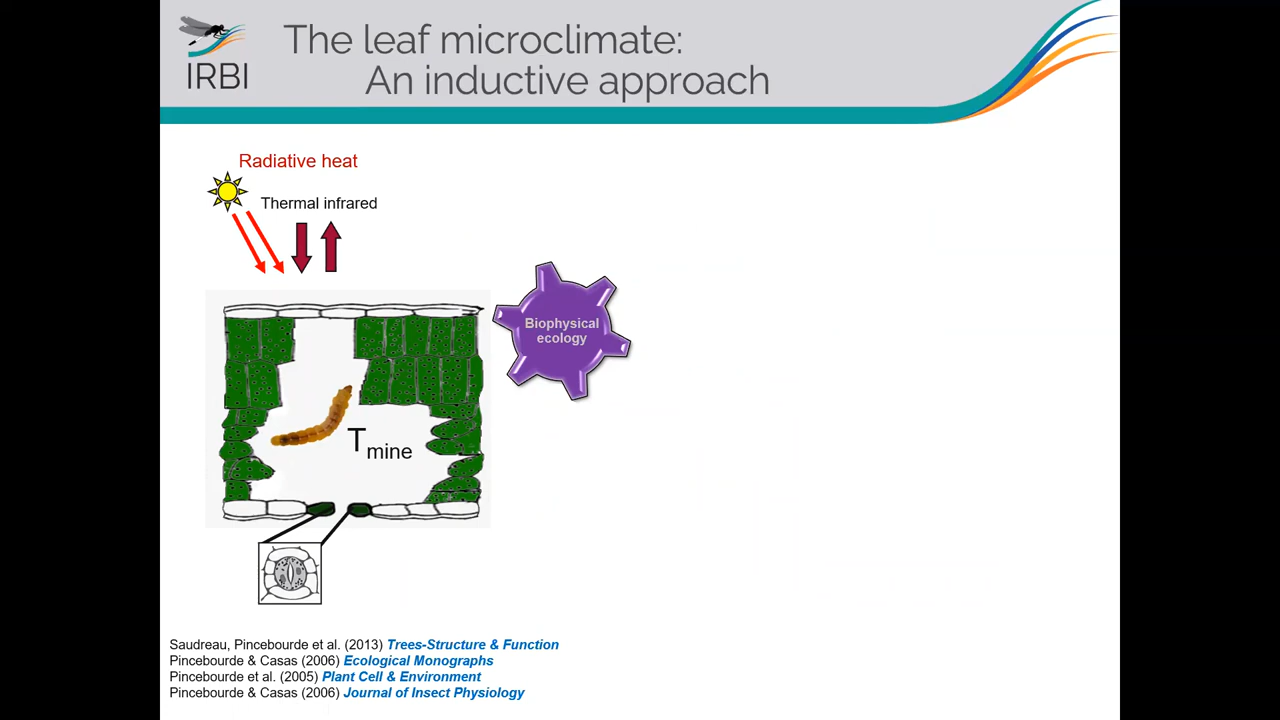 IRBI
The leaf microclimate:
An inductive approach
Radiative heat
Thermal infrared
Biophysical
ecology
Tmine
Saudreau, Pincebourde et al. (2013) Trees-Structure & Function
Pincebourde & Casas (2006) Ecological Monographs
Pincebourde et al. (2005) Plant Cell & Environment
Pincebourde & Casas (2006) Journal of Insect Physiology